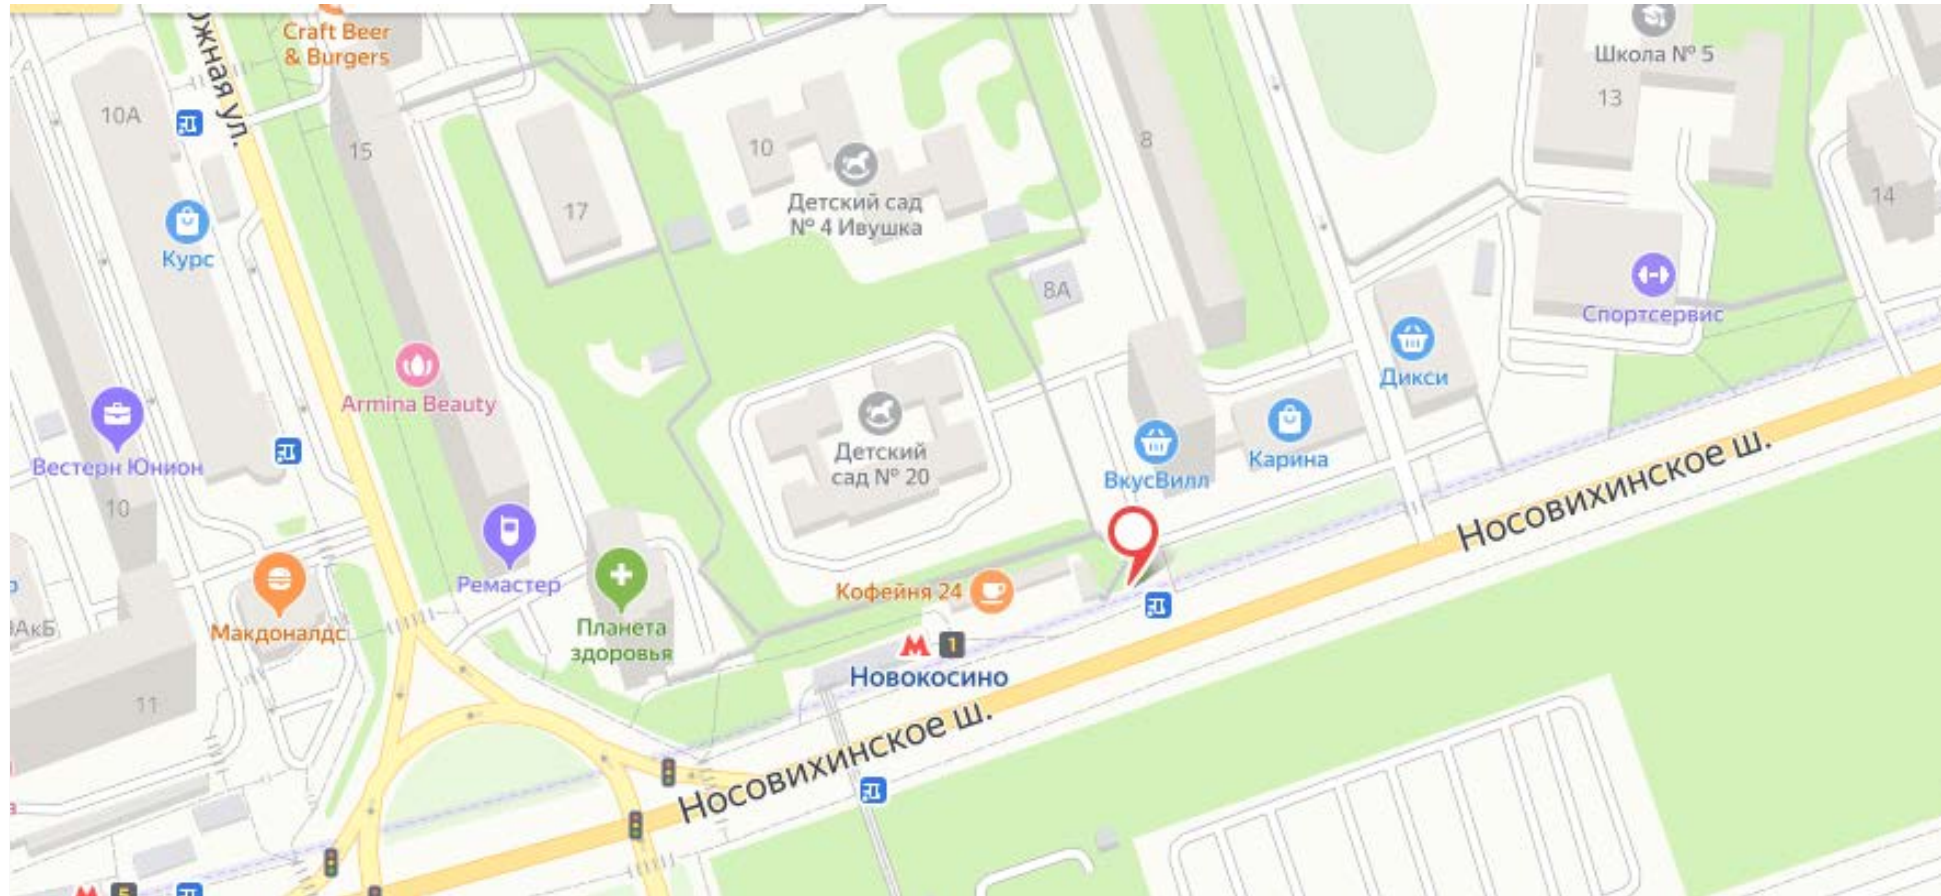 Craft Beer
& Burgers
Школа № 5
13
10А
15
10
8
17
Детский сад
№ 4 Ивушка
14
Курс
8А
Спортсервис
Дикси
Armina Beauty
Вестерн Юнион
10
Детский
сад № 20
ВкусВилл
Карина
Носовихинское ш.
Ремастер
Кофейня 24
Макдоналдс
Планета
здоровья
1
Новокосино
11
Носовихинское ш.
5